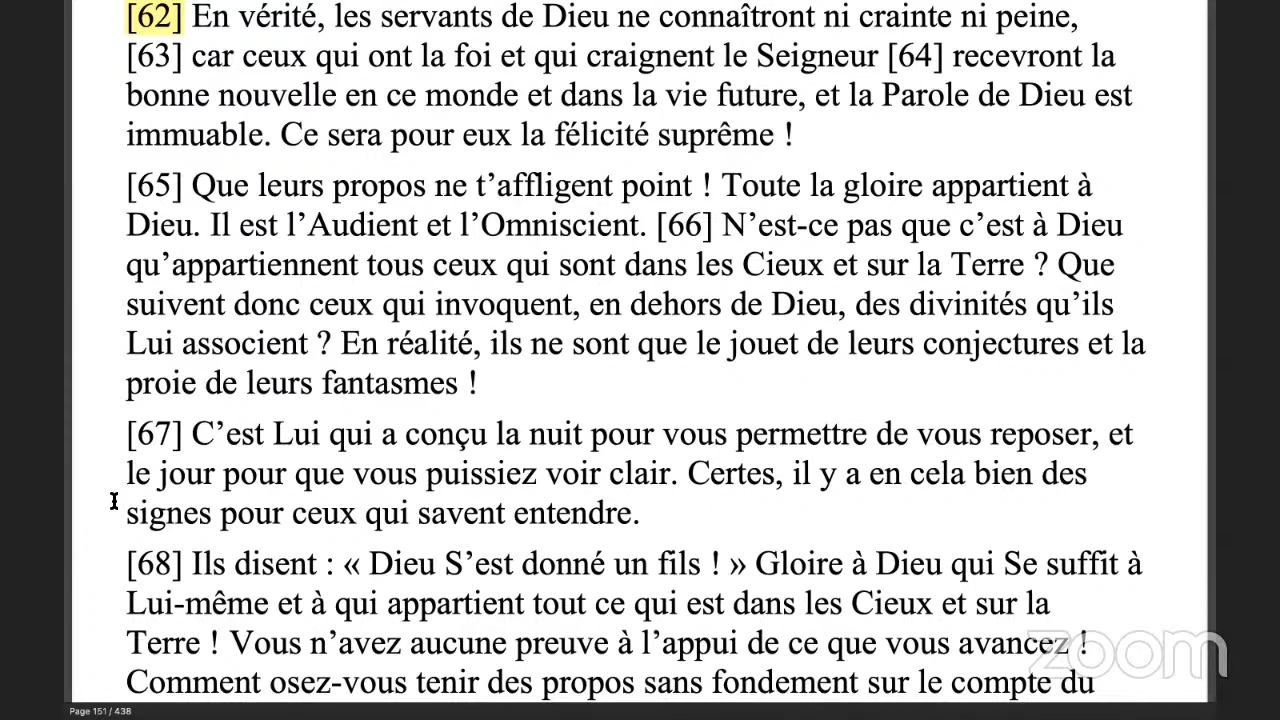 [62] En vérité, les servants de Dieu ne connaîtront ni crainte ni peine,
[63] car ceux qui ont la foi et qui craignent le Seigneur [64] recevront la
bonne nouvelle en ce monde et dans la vie future, et la Parole de Dieu est
immuable. Ce sera pour eux la félicité suprême !
[65] Que leurs propos ne t’affligent point ! Toute la gloire appartient à
Dieu. Il est l’Audient et l’Omniscient. [66] N’est-ce pas que c’est à Dieu
qu’appartiennent tous ceux qui sont dans les Cieux et sur la Terre ? Que
suivent donc ceux qui invoquent, en dehors de Dieu, des divinités qu’ils
Lui associent ? En réalité, ils ne sont que le jouet de leurs conjectures et la
proie de leurs fantasmes !
[67] C’est Lui qui a conçu la nuit pour vous permettre de vous reposer, et
le jour pour que vous puissiez voir clair. Certes, il y a en cela bien des
signes pour ceux qui savent entendre.
[68] Ils disent : « Dieu S’est donné un fils ! » Gloire à Dieu qui Se suffit à
Lui-même et à qui appartient tout ce qui est dans les Cieux et sur la
Terre ! Vous n’avez aucune preuve à l’appui de ce que vous avancez !
Comment osez-vous tenir des propos sans fondement sur le compte du
zoom
Page 151 / 438